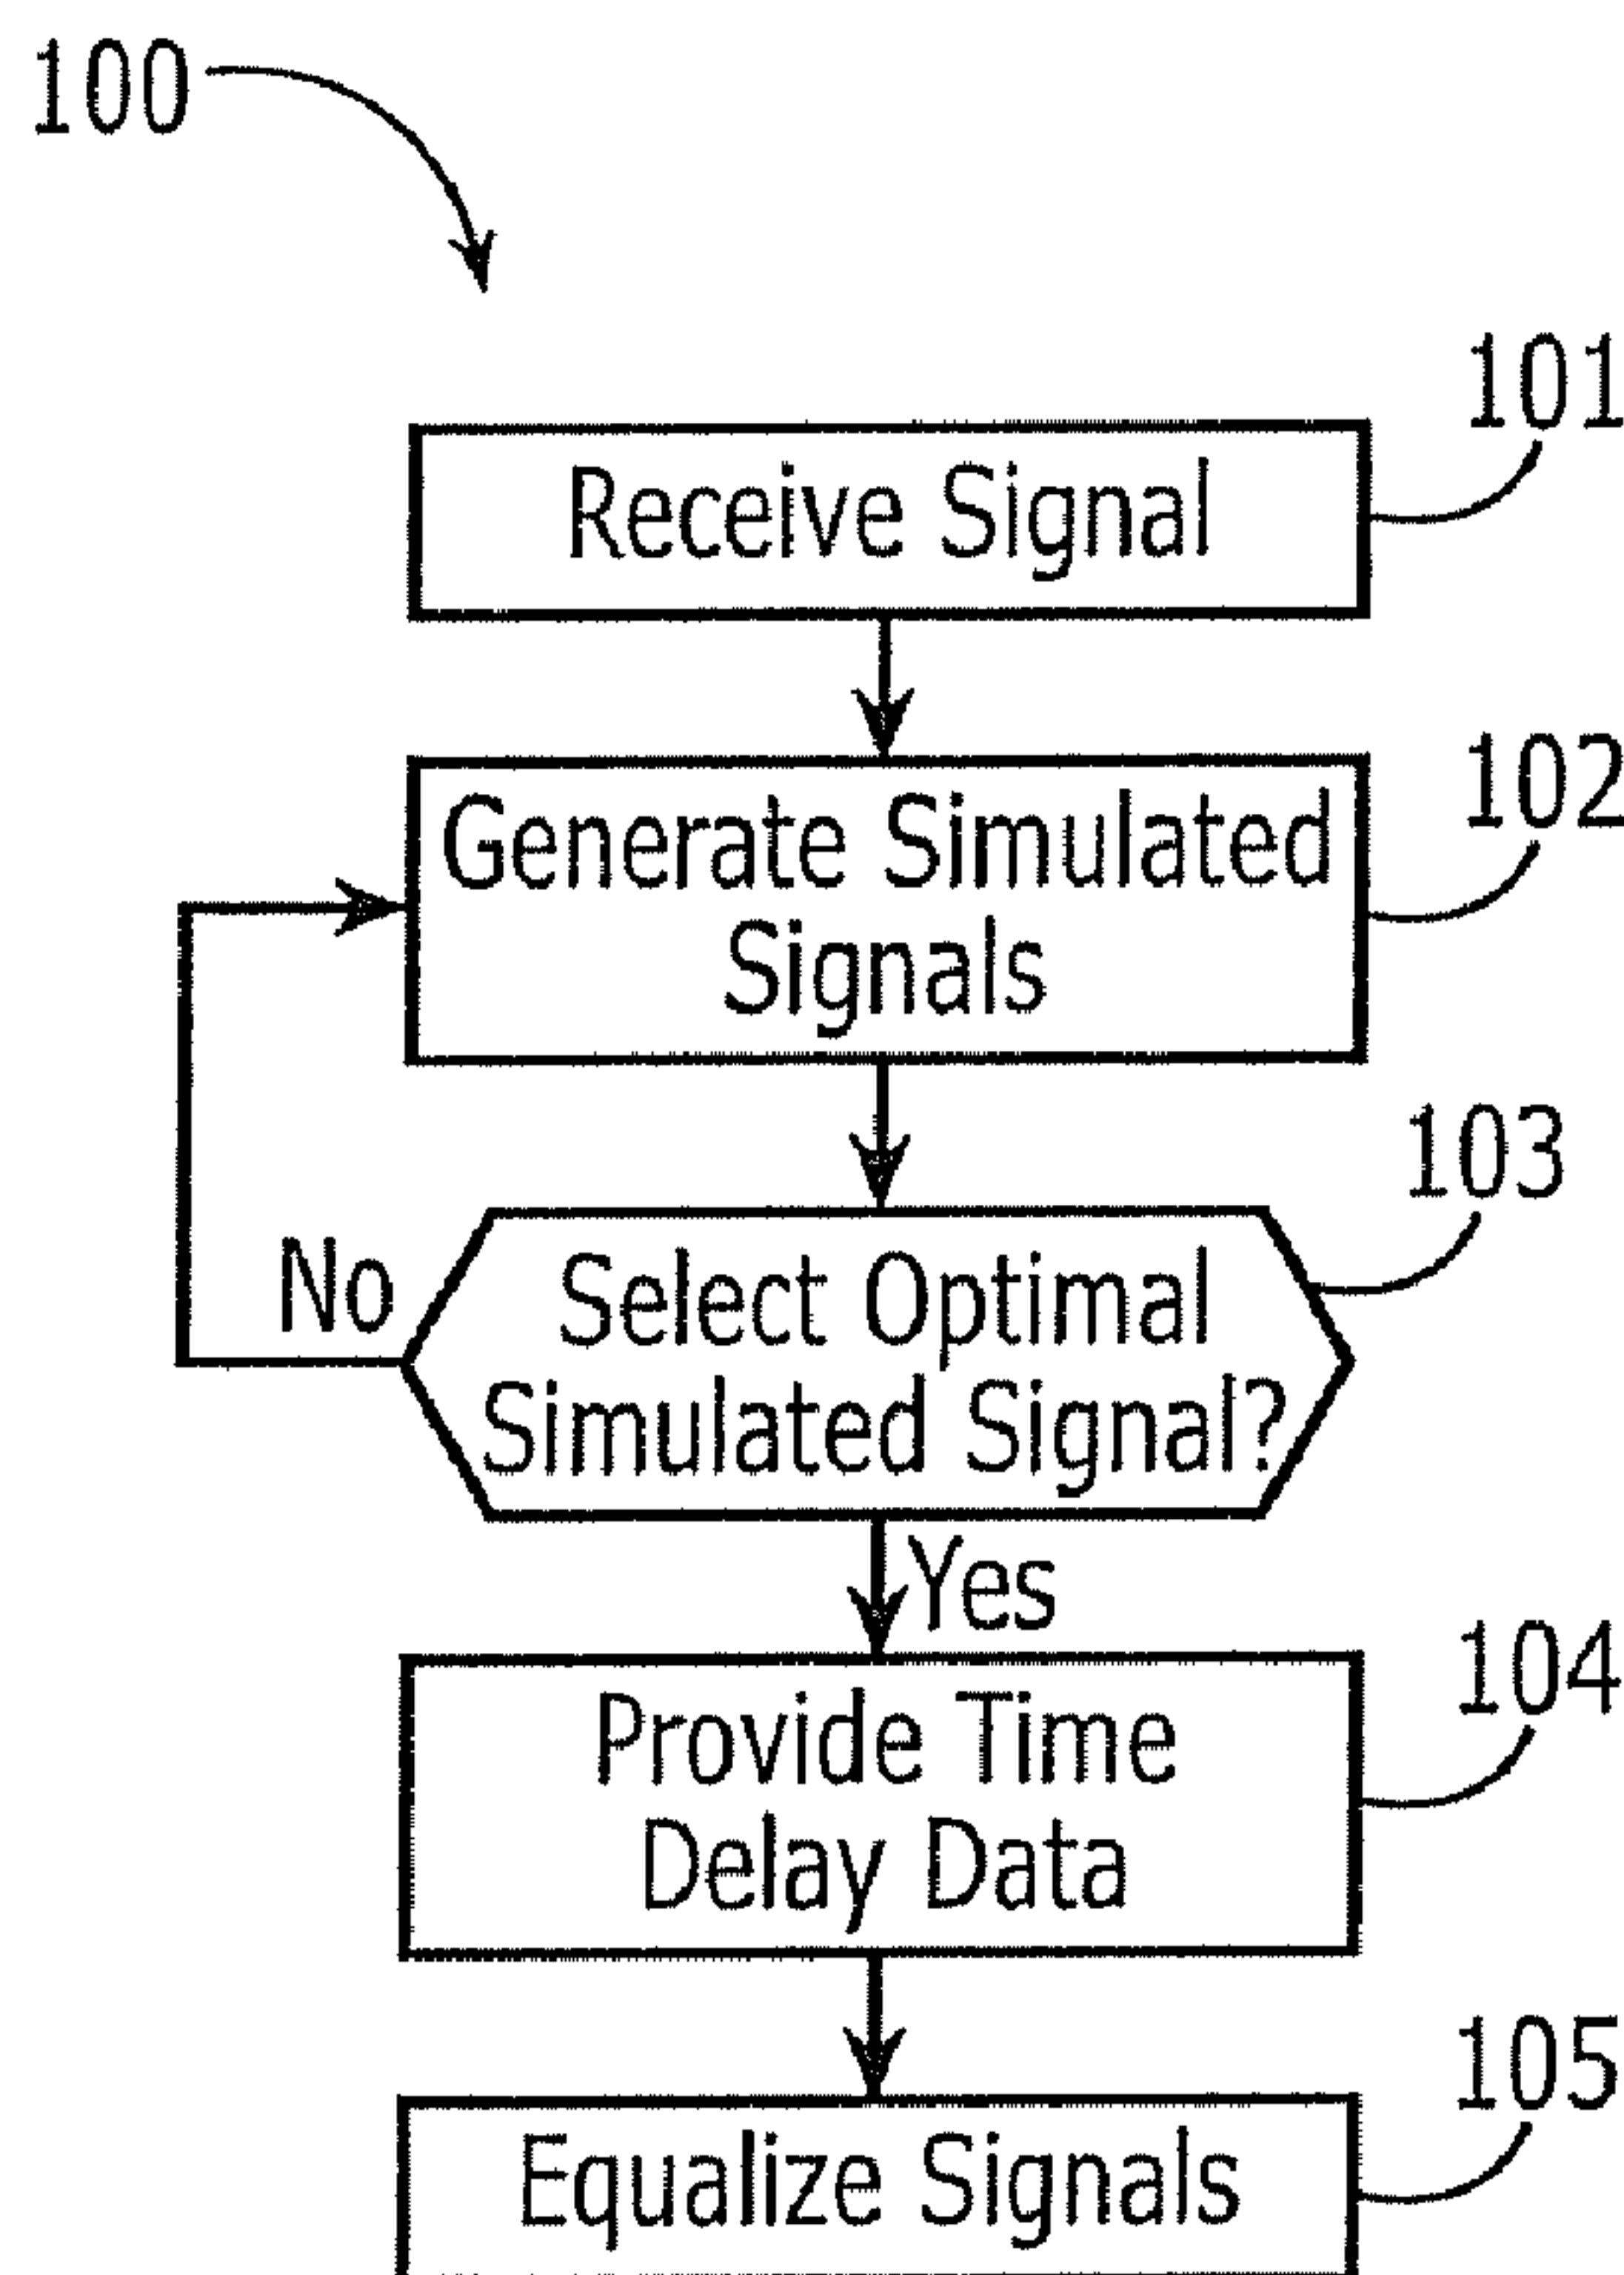 100
101
Receive Signal
102
Generate Simulated
Signals
103
No
Select Optimal
Simulated Signal?
Yes
104
Provide Time
Delay Data
105
Equalize Signals